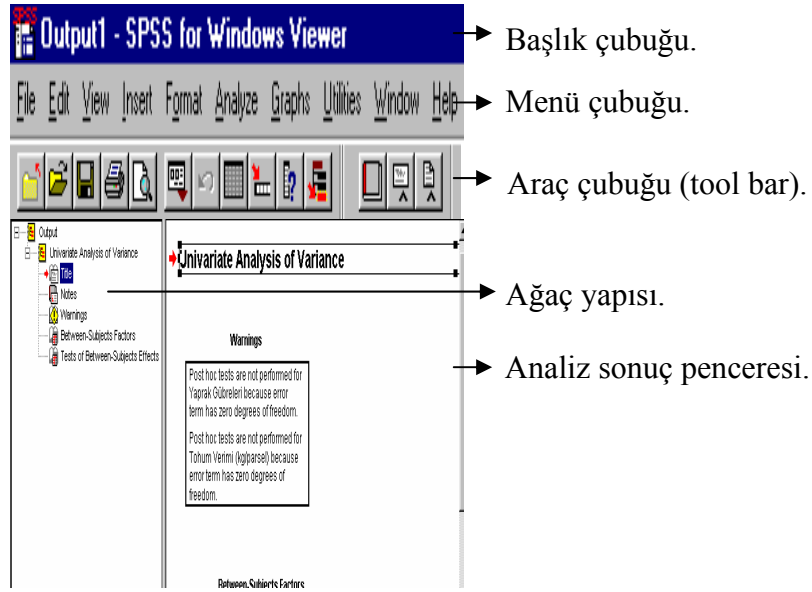 SPSS
Output1 - SPSS for Windows Viewer
Başlık çubuğu.
File Edit View Insert Format Analyze Graphs Utilities Window Help
Menü çubuğu.
Araç çubuğu (tool bar).
Output
Univariate Analysis of Variance
Title
Notes
Warnings
Between-Subjects Factors
Tests of Between-Subjects Effects
Ağaç yapısı.
Univariate Analysis of Variance
Analiz sonuç penceresi.
Warnings
Post hoc tests are not performed for
Yaprak Gübreleri because error
term has zero degrees of freedom.
Post hoc tests are not performed for
Tohum Verimi (kg/parsel) because
error term has zero degrees of
freedom.
Between-Subjects Factors